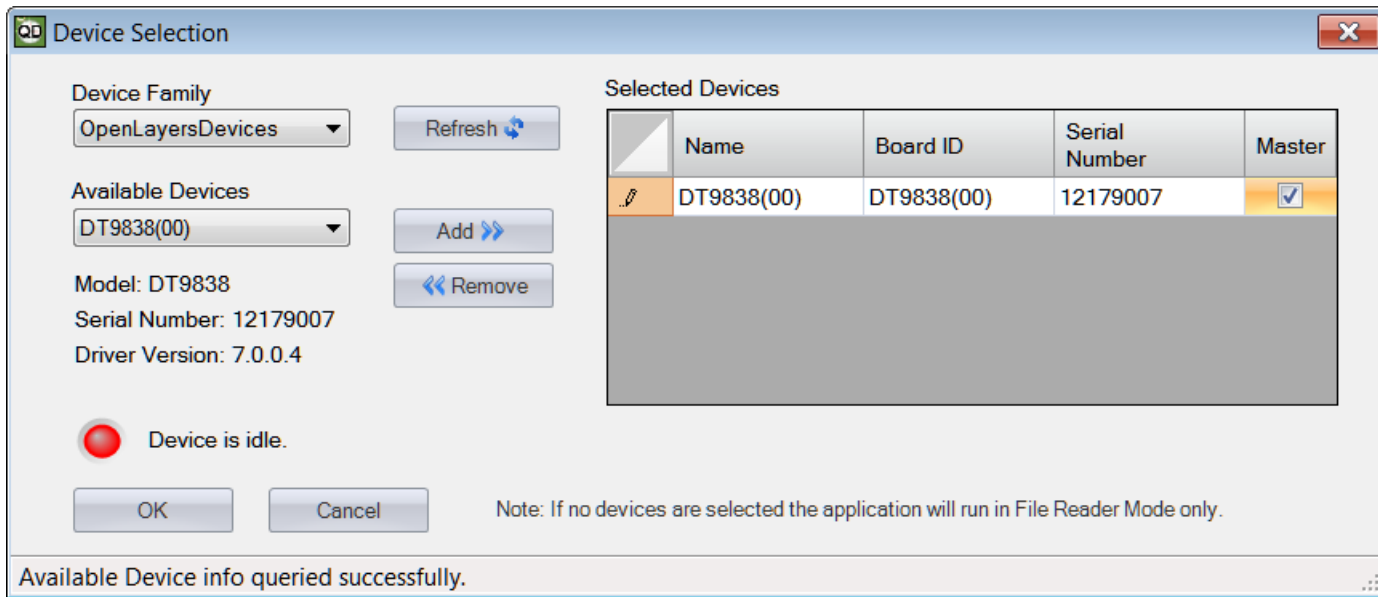 QD Device Selection
Device Family
OpenLayersDevices
Refresh
Available Devices
DT9838(00)
Add
Remove
Model: DT9838
Serial Number: 12179007
Driver Version: 7.0.0.4
Device is idle.
OK
Cancel
Selected Devices
Name Board ID Serial Number Master
DT9838(00) DT9838(00) 12179007
Note: If no devices are selected the application will run in File Reader Mode only.
Available Device info queried successfully.